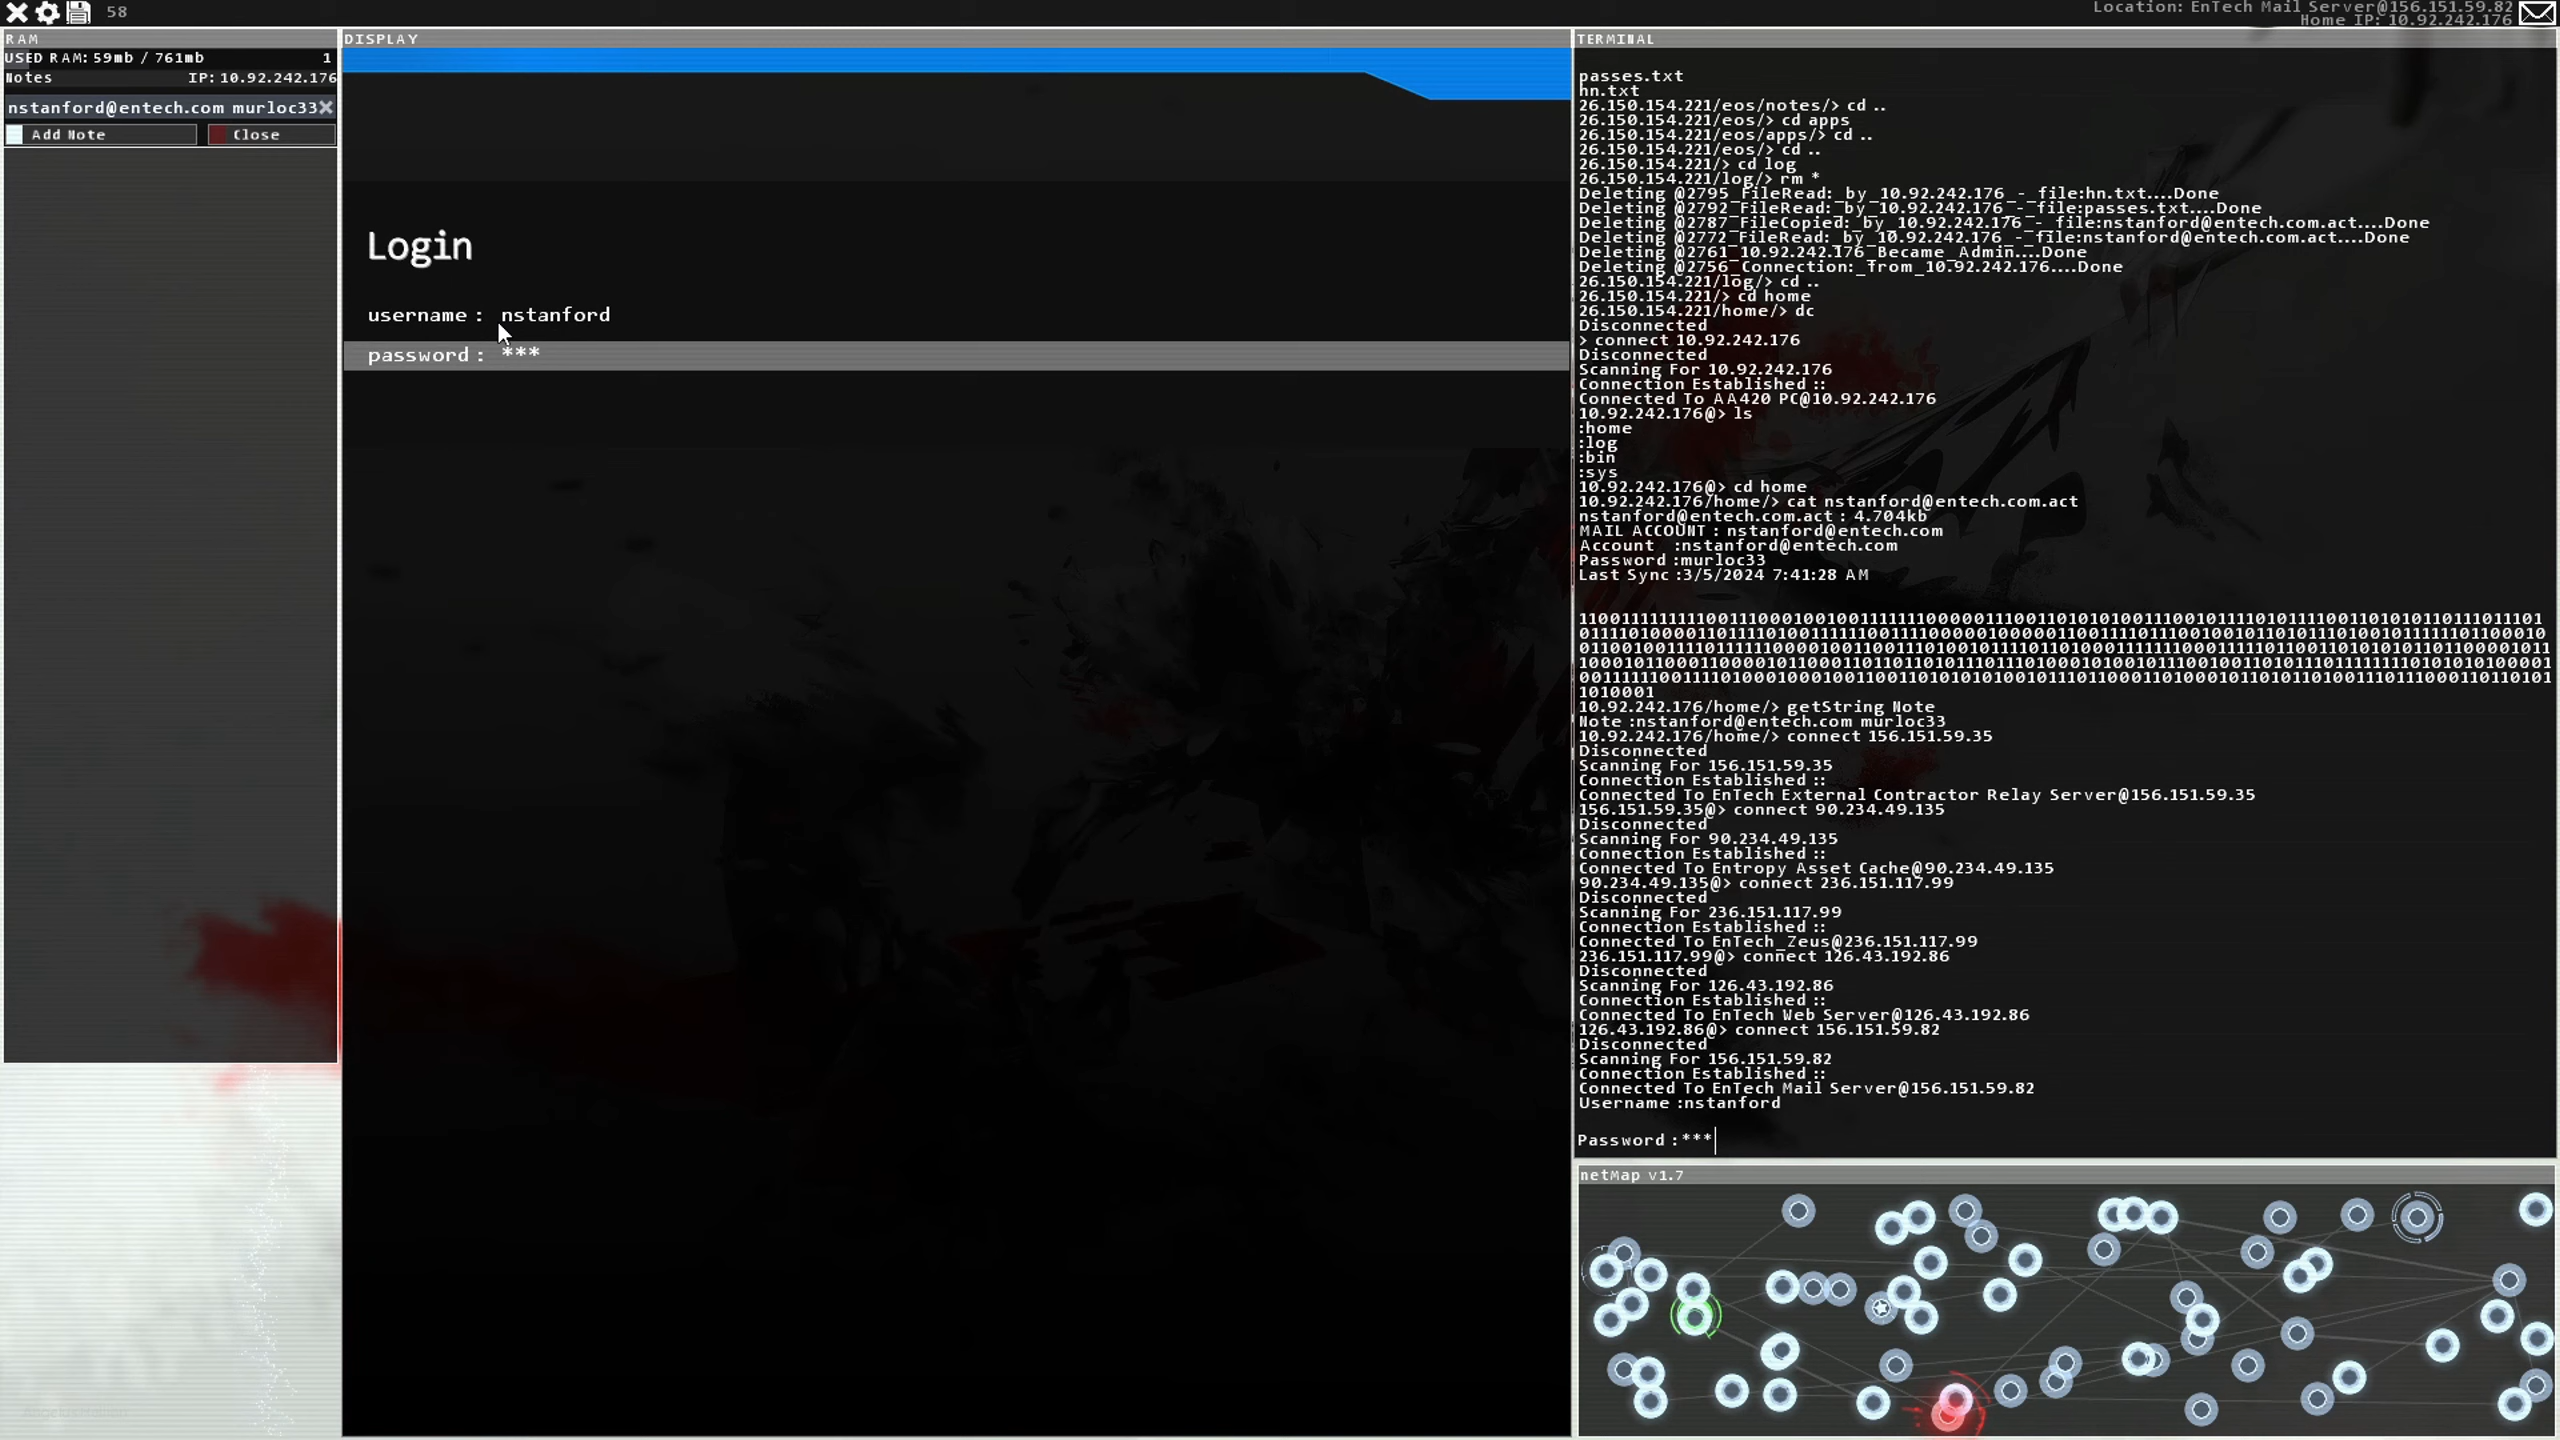 58
Location: EnTech Mail Server@156.151.59.82
Home IP: 10.92.242.176
RAM
USED RAM: 59mb / 761mb 1
Notes IP: 10.92.242.176
nstanford@entech.com murloc33
Add Note Close
DISPLAY
Login
username : nstanford
password : ***
TERMINAL
passes.txt
hn.txt
26.150.154.221/eos/notes/> cd ..
26.150.154.221/eos/> cd apps
26.150.154.221/eos/apps/> cd ..
26.150.154.221/eos/> cd ..
26.150.154.221/> cd log
26.150.154.221/log/> rm *
Deleting @2795_FileRead:_by_10.92.242.176_-_file:hn.txt....Done
Deleting @2792_FileRead:_by_10.92.242.176_-_file:passes.txt....Done
Deleting @2787_FileCopied:_by_10.92.242.176_-_file:nstanford@entech.com.act....Done
Deleting @2772_FileRead:_by_10.92.242.176_-_file:nstanford@entech.com.act....Done
Deleting @2761_10.92.242.176_Became_Admin....Done
Deleting @2756_Connection:_from_10.92.242.176....Done
26.150.154.221/log/> cd ..
26.150.154.221/> cd home
26.150.154.221/home/> dc
Disconnected
> connect 10.92.242.176
Disconnected
Scanning For 10.92.242.176
Connection Established ::
Connected To AA420 PC@10.92.242.176
10.92.242.176@> ls
:home
:log
:bin
:sys
10.92.242.176@> cd home
10.92.242.176/home/> cat nstanford@entech.com.act
nstanford@entech.com.act : 4.704kb
MAIL ACCOUNT : nstanford@entech.com
Account :nstanford@entech.com
Password :murloc33
Last Sync :3/5/2024 7:41:28 AM
1010001
10.92.242.176/home/> getString Note
Note :nstanford@entech.com murloc33
10.92.242.176/home/> connect 156.151.59.35
Disconnected
Scanning For 156.151.59.35
Connection Established ::
Connected To EnTech External Contractor Relay Server@156.151.59.35
156.151.59.35@> connect 90.234.49.135
Disconnected
Scanning For 90.234.49.135
Connection Established ::
Connected To Entropy Asset Cache@90.234.49.135
90.234.49.135@> connect 236.151.117.99
Disconnected
Scanning For 236.151.117.99
Connection Established ::
Connected To EnTech_Zeus@236.151.117.99
236.151.117.99@> connect 126.43.192.86
Disconnected
Scanning For 126.43.192.86
Connection Established ::
Connected To EnTech Web Server@126.43.192.86
126.43.192.86@> connect 156.151.59.82
Disconnected
Scanning For 156.151.59.82
Connection Established ::
Connected To EnTech Mail Server@156.151.59.82
Username :nstanford
Password :***
netMap v1.7